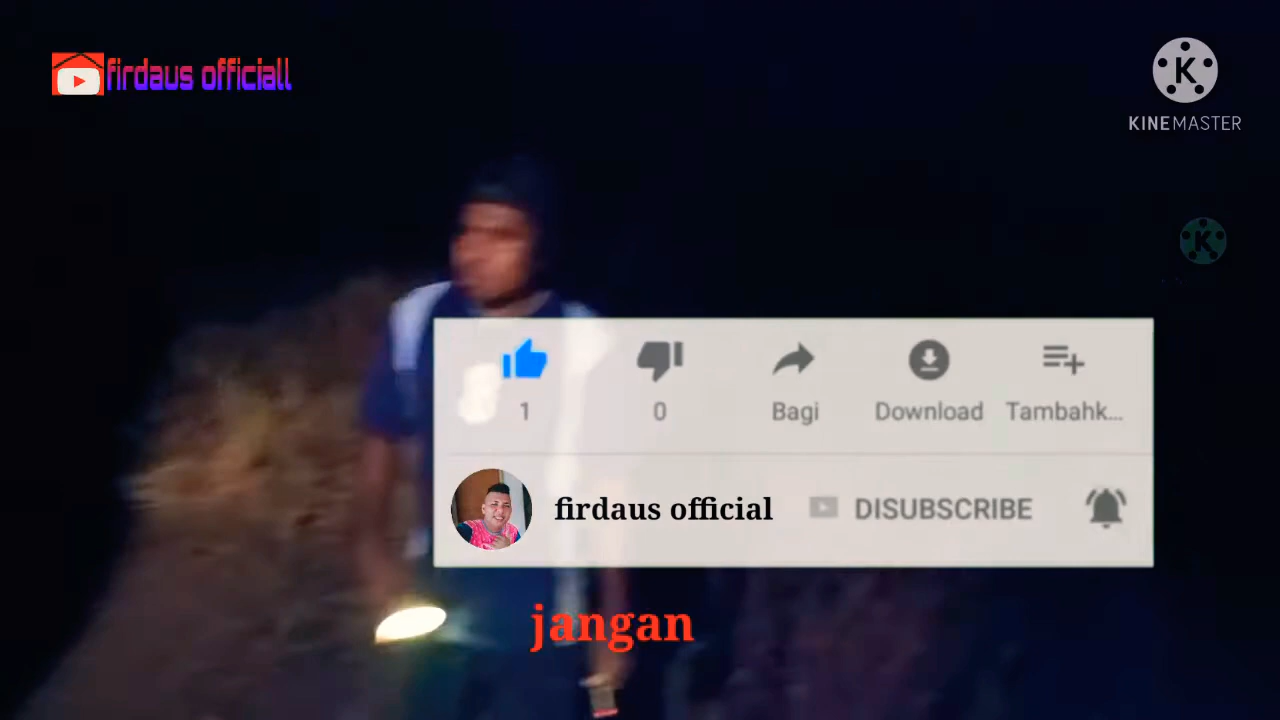 firdaus officiall
KINEMASTER
1
0
Bagi
Download
Tambahk...
firdaus official
DISUBSCRIBE
jangan